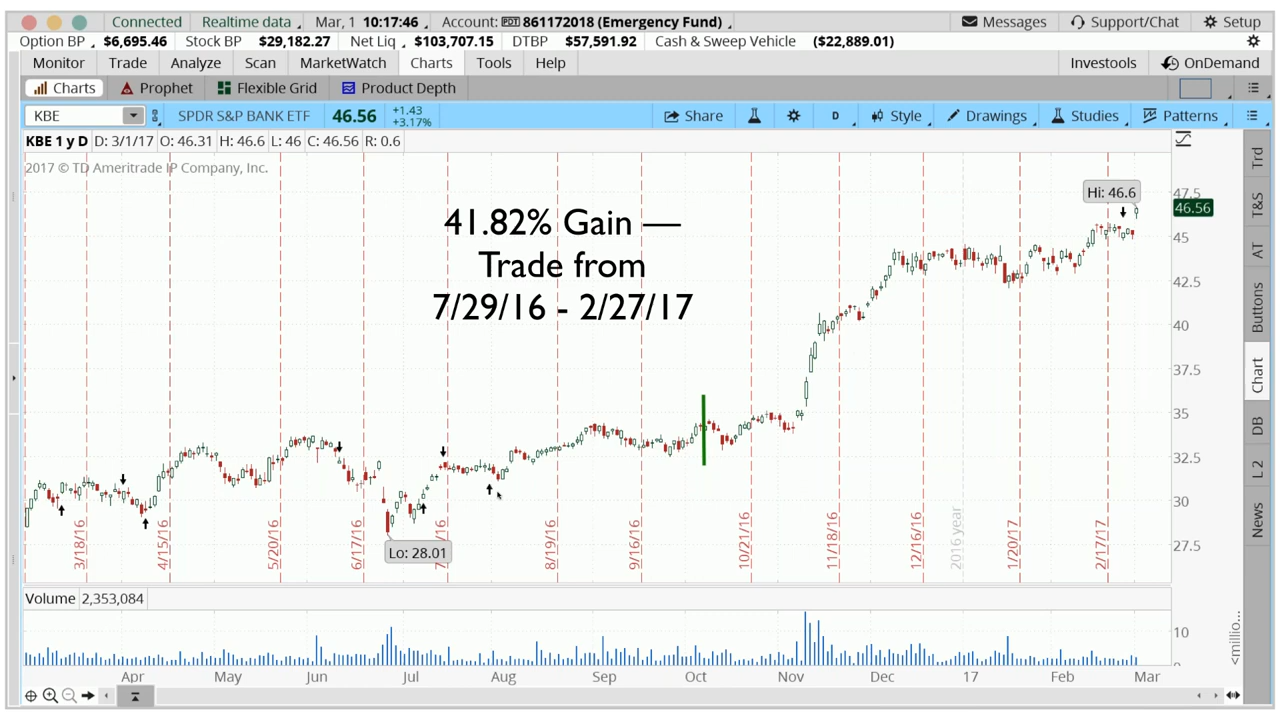 Connected Realtime data Mar, 1 10:17:46 Account: PDT 861172018 (Emergency Fund) Messages Support/Chat Setup
Option BP $6,695.46 Stock BP $29,182.27 Net Liq $103,707.15 DTBP $57,591.92 Cash & Sweep Vehicle ($22,889.01)
Monitor Trade Analyze Scan MarketWatch Charts Tools Help Investools OnDemand
Charts Prophet Flexible Grid Product Depth
KBE SPDR S&P BANK ETF 46.56 +1.43 Share D Style Drawings Studies Patterns
+3.17%
KBE 1 y D D: 3/1/17 O: 46.31 H: 46.6 L: 46 C: 46.56 R: 0.6
2017 © TD Ameritrade IP Company, Inc.
Hi: 46.6
47.5
46.56
45
42.5
40
37.5
35
32.5
30
27.5
41.82% Gain —
Trade from
7/29/16 - 2/27/17
Lo: 28.01
3/18/16
4/15/16
5/20/16
6/17/16
8/19/16
9/16/16
10/21/16
11/18/16
12/16/16
2016 year
1/20/17
2/17/17
Volume 2,353,084
10
<millio...
Apr May Jun Jul Aug Sep Oct Nov Dec 17 Feb Mar
Trd
T&S
AT
Buttons
Chart
DB
L2
News